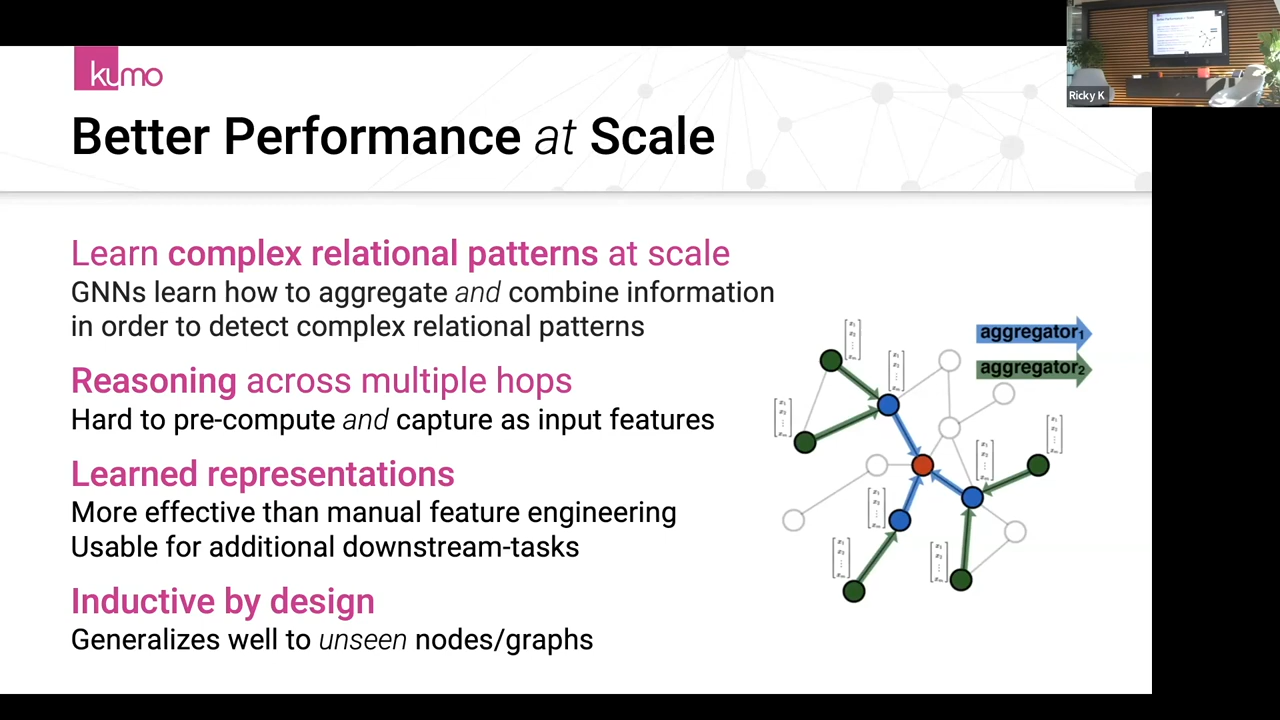 kumo
Better Performance at Scale
Learn complex relational patterns at scale
GNNs learn how to aggregate and combine information
in order to detect complex relational patterns
Reasoning across multiple hops
Hard to pre-compute and capture as input features
Learned representations
More effective than manual feature engineering
Usable for additional downstream-tasks
Inductive by design
Generalizes well to unseen nodes/graphs
aggregator₁
aggregator₂
Ricky K